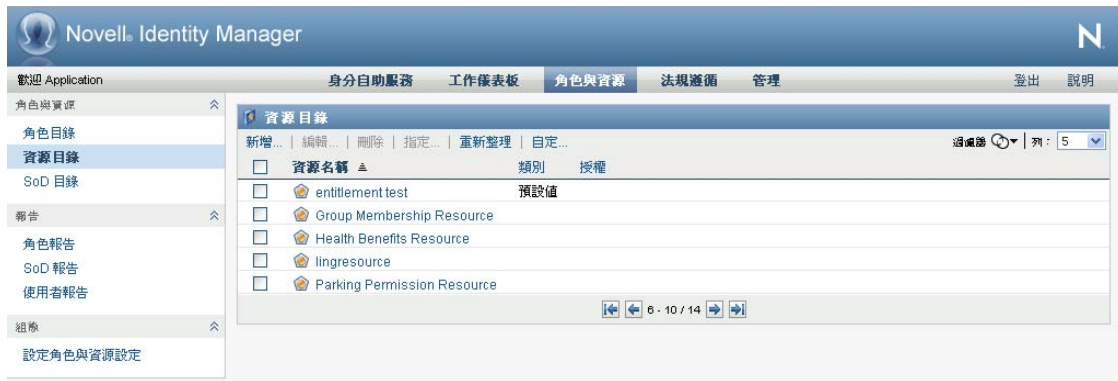 Novell® Identity Manager
N
歡迎 Application
身分自助服務 工作儀表板 角色與資源 法規遵循 管理 登出 說明
角色與資源
角色目錄
資源目錄
SoD 目錄
報告
角色報告
SoD 報告
使用者報告
組態
設定角色與資源設定
資源目錄
新增... | 編輯... | 刪除 | 指定... | 重新整理 | 自定... 過濾器 列: 5
資源名稱 類別 授權
entitlement test 預設值
Group Membership Resource
Health Benefits Resource
lingresource
Parking Permission Resource
6 - 10 / 14